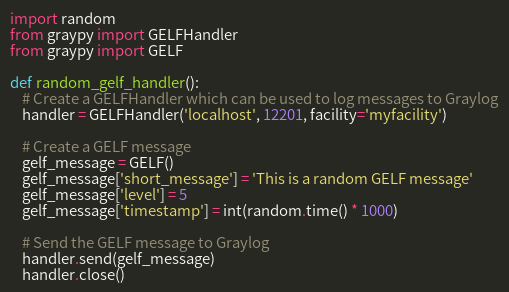 import random
from graypy import GELFHandler
from graypy import GELF

def random_gelf_handler():
    # Create a GELFHandler which can be used to log messages to Graylog
    handler = GELFHandler('localhost', 12201, facility='myfacility')

    # Create a GELF message
    gelf_message = GELF()
    gelf_message['short_message'] = 'This is a random GELF message'
    gelf_message['level'] = 5
    gelf_message['timestamp'] = int(random.time() * 1000)

    # Send the GELF message to Graylog
    handler.send(gelf_message)
    handler.close()